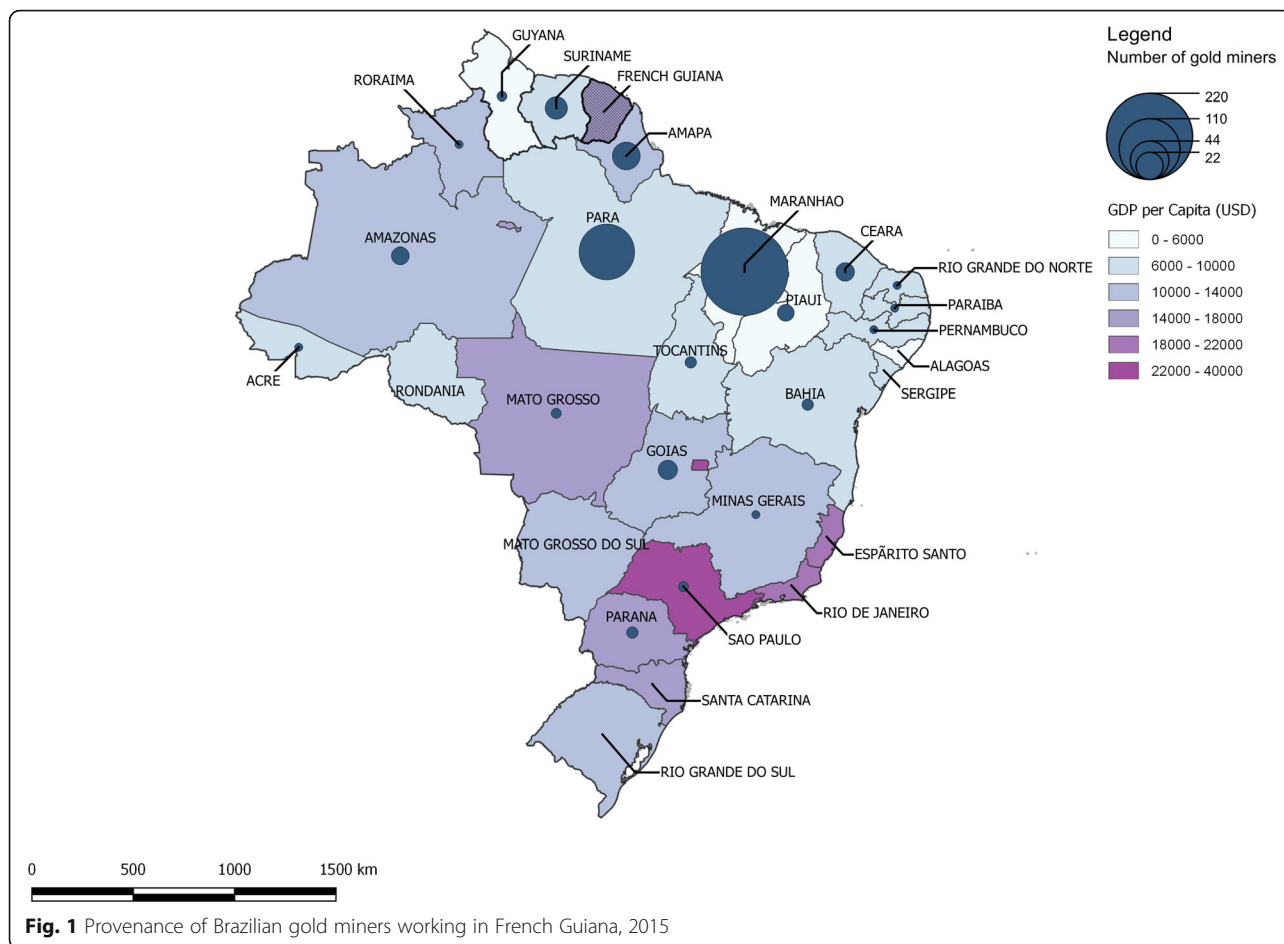 GUYANA
SURINAME
FRENCH GUIANA
RORAIMA
AMAPA
MARANHAO
PARA
CEARA
AMAZONAS
RIO GRANDE DO NORTE
PIAUI
PARAIBA
PERNAMBUCO
TOCANTINS
ALAGOAS
ACRE
SERGIPE
RONDANIA
BAHIA
MATO GROSSO
GOIAS
MINAS GERAIS
MATO GROSSO DO SUL
ESPÃRITO SANTO
RIO DE JANEIRO
PARANA
SAO PAULO
SANTA CATARINA
RIO GRANDE DO SUL
Legend
Number of gold miners
220
110
44
22
GDP per Capita (USD)
0 - 6000
6000 - 10000
10000 - 14000
14000 - 18000
18000 - 22000
22000 - 40000
0 500 1000 1500 km
Fig. 1 Provenance of Brazilian gold miners working in French Guiana, 2015